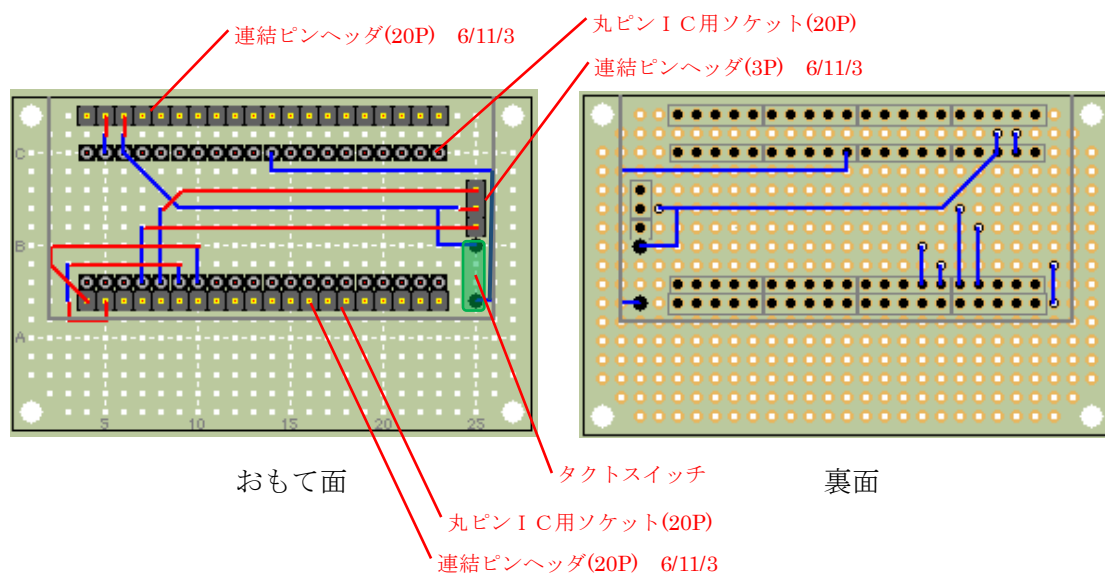 丸ピンＩＣ用ソケット(20P)
連結ピンヘッダ(20P)　6/11/3
連結ピンヘッダ(3P)　6/11/3
C
B
A
5
10
15
20
25
おもて面
タクトスイッチ
裏面
丸ピンＩＣ用ソケット(20P)
連結ピンヘッダ(20P)　6/11/3